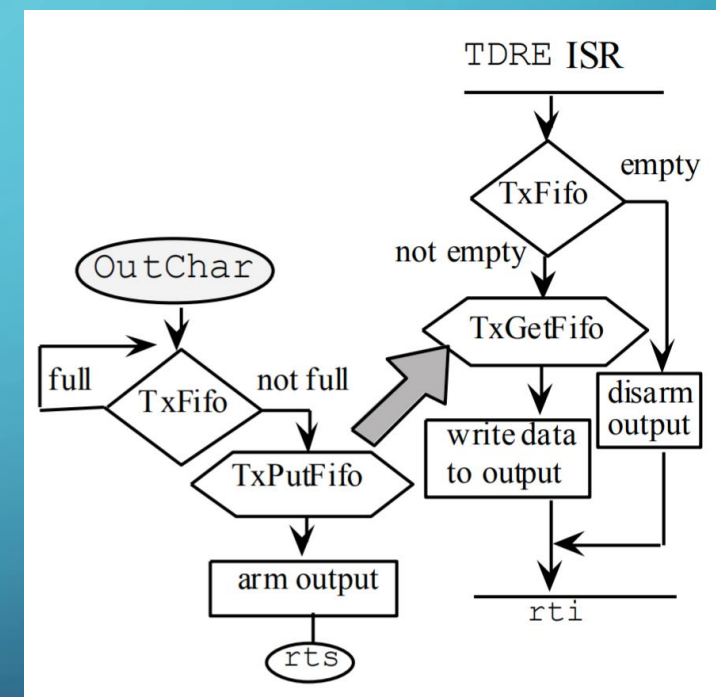 TDRE ISR
TxFifo
empty
not empty
TxGetFifo
write data
to output
disarm
output
rti
OutChar
full
TxFifo
not full
TxPutFifo
arm output
rts